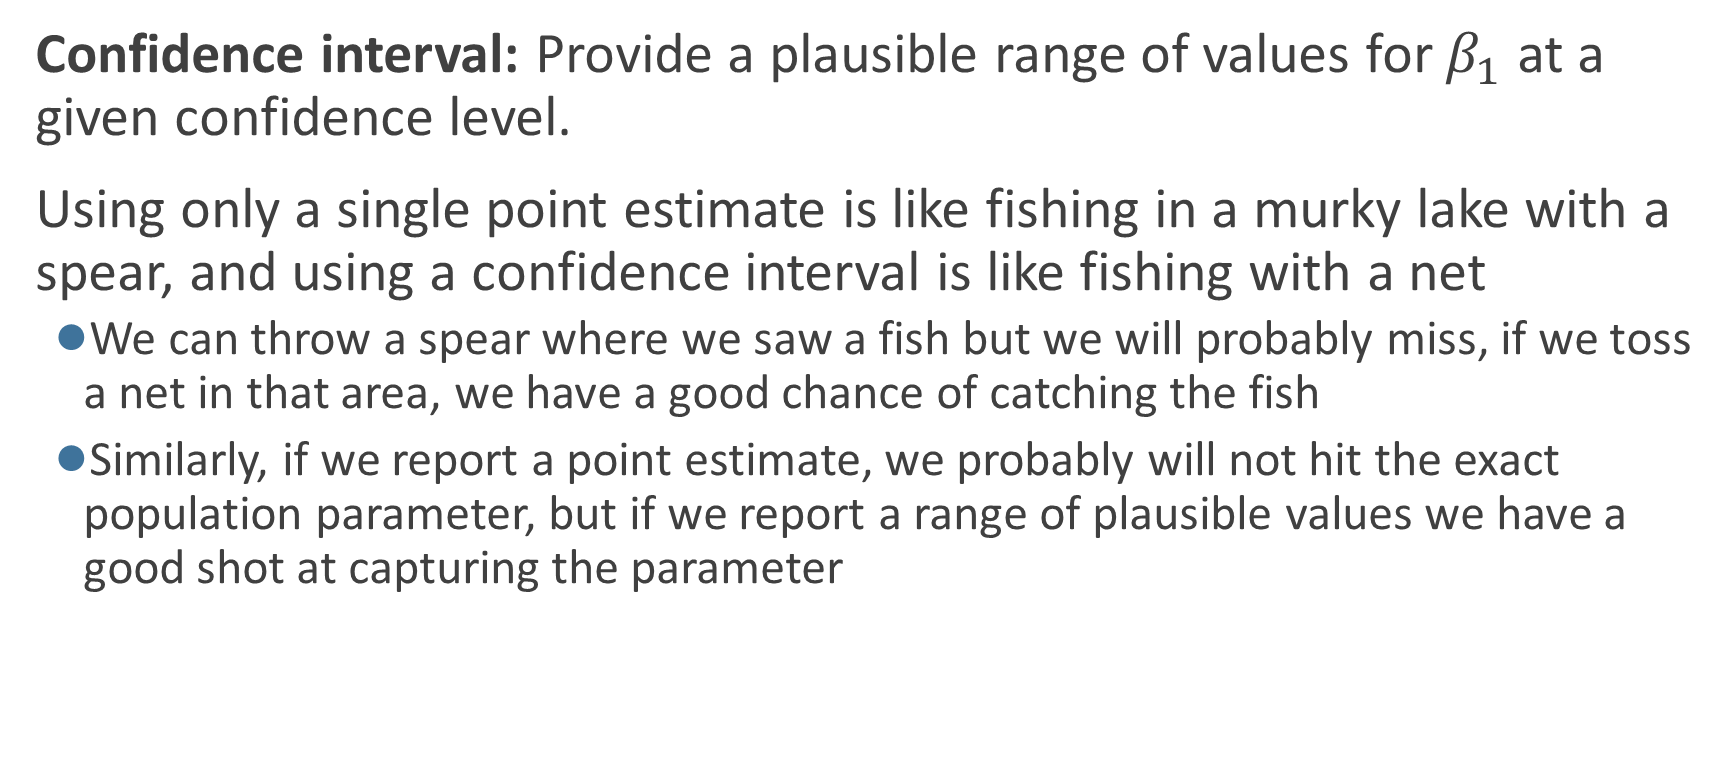 Confidence interval: Provide a plausible range of values for β₁ at a
given confidence level.
Using only a single point estimate is like fishing in a murky lake with a
spear, and using a confidence interval is like fishing with a net
●We can throw a spear where we saw a fish but we will probably miss, if we toss
a net in that area, we have a good chance of catching the fish
●Similarly, if we report a point estimate, we probably will not hit the exact
population parameter, but if we report a range of plausible values we have a
good shot at capturing the parameter